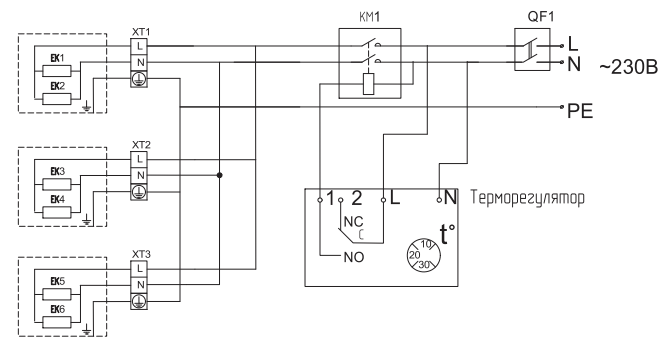 XT1
KM1
QF1
L
L
N
N
~230В
PE
EK1
EK2
XT2
L
N
EK3
EK4
1
2
L
N
Терморегулятор
NC
C
NO
t°
10
20
30
XT3
L
N
EK5
EK6